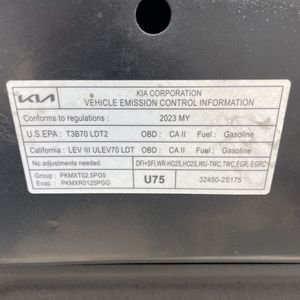 KIA
KIA CORPORATION
VEHICLE EMISSION CONTROL INFORMATION
Conforms to regulations : 2023 MY
U.S.EPA : T3B70 LDT2 OBD : CA II Fuel : Gasoline
California : LEV III ULEV70 LDT OBD : CA II Fuel : Gasoline
No adjustments needed. DFI+SFI,WR-HO2S,HO2S,WU-TWC,TWC,EGR,EGRC
Group : PKMXT02.5PG5 U75 32450-2S175
Evap. : PKMXR0125PGG